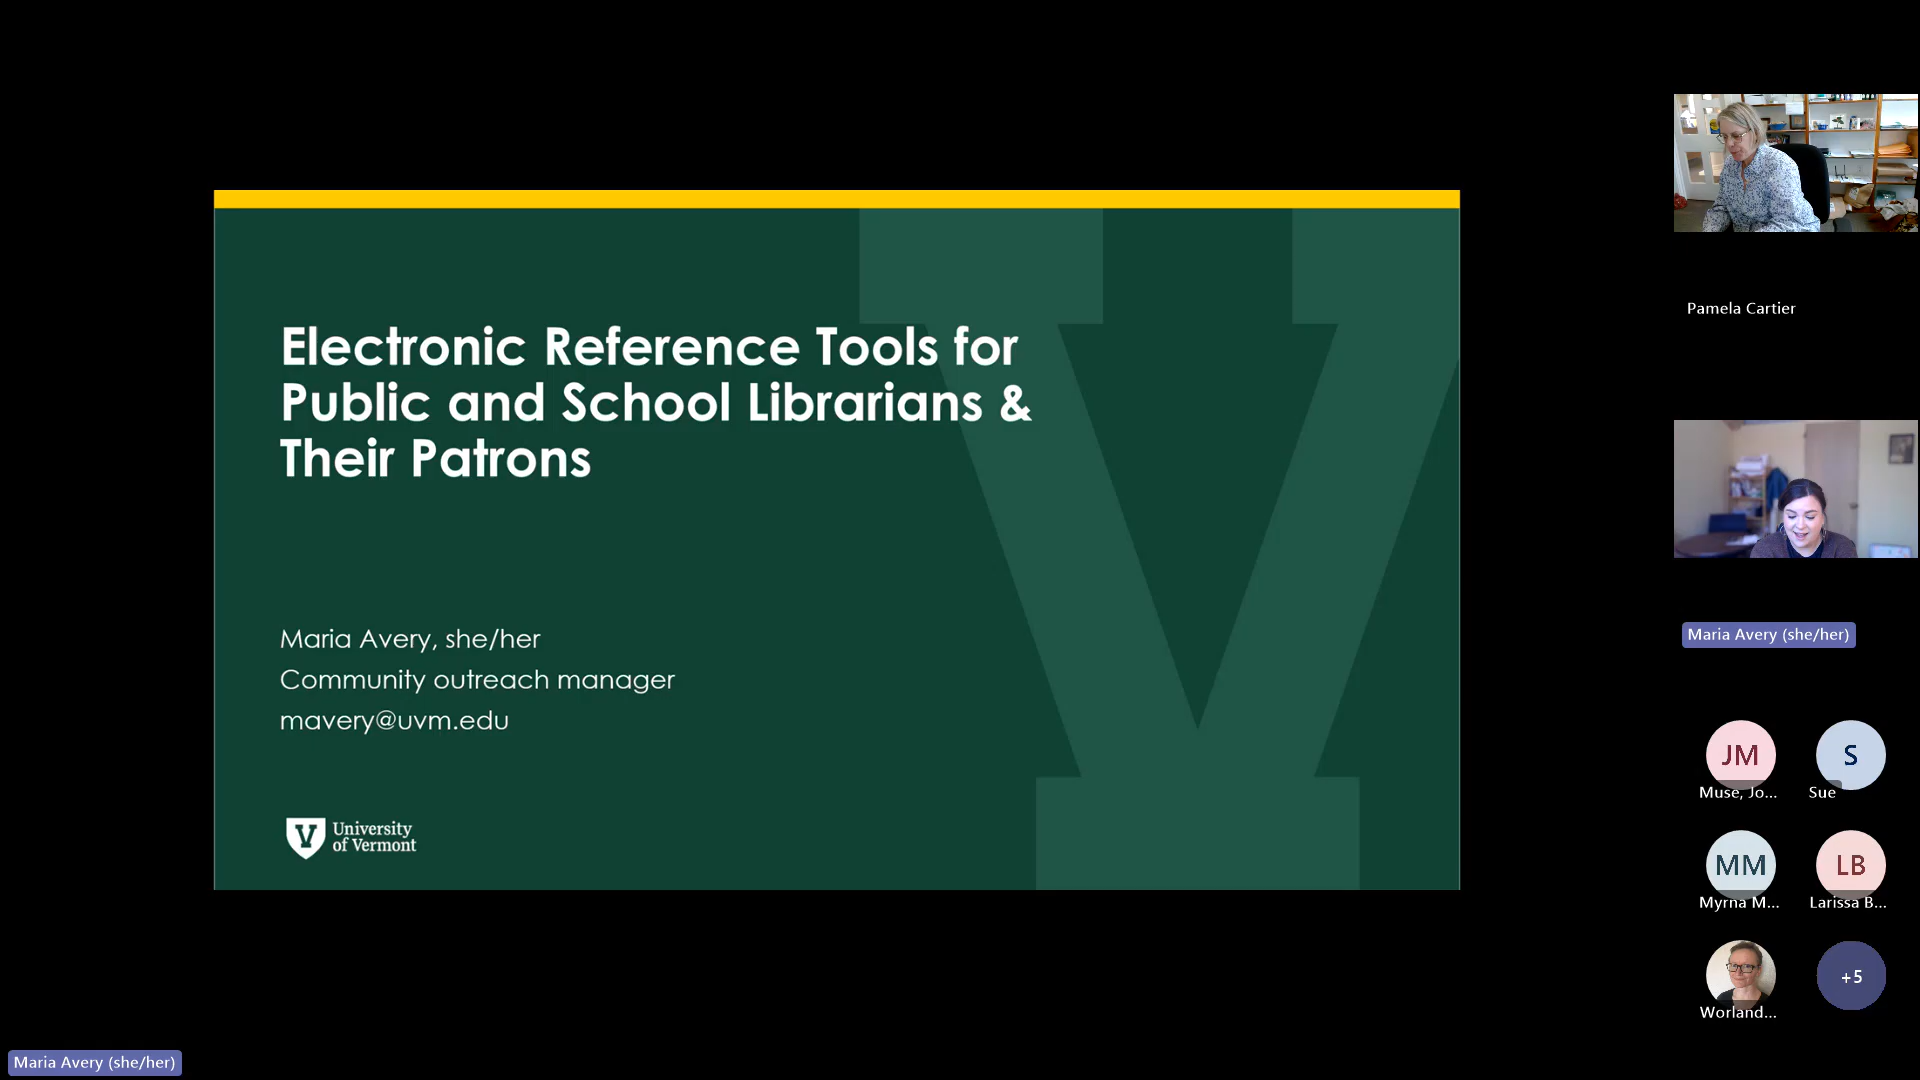 Electronic Reference Tools for
Public and School Librarians &
Their Patrons
Maria Avery, she/her
Community outreach manager
mavery@uvm.edu
V
University
of Vermont
Pamela Cartier
Maria Avery (she/her)
JM
S
Muse, Jo...
Sue
MM
LB
Myrna M...
Larissa B...
+5
Worland...
Maria Avery (she/her)